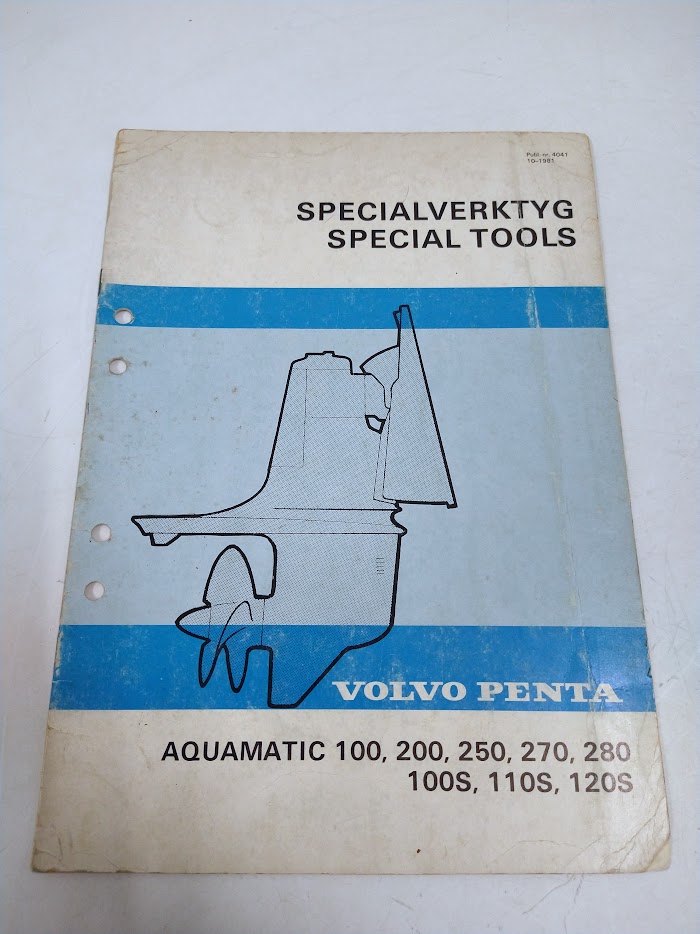 Publ. nr. 4041
10-1981
SPECIALVERKTYG
SPECIAL TOOLS
VOLVO PENTA
AQUAMATIC 100, 200, 250, 270, 280
100S, 110S, 120S